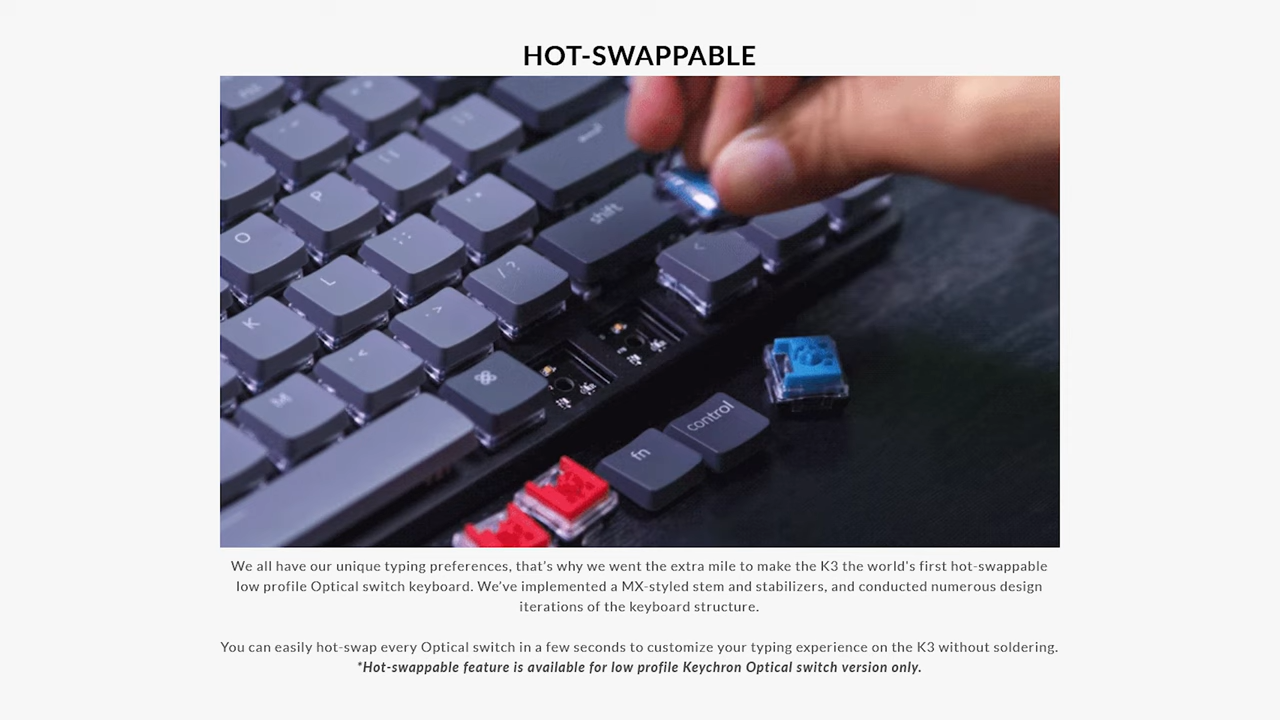 HOT-SWAPPABLE
shift
P
O
L
/ ?
K
M
control
fn
We all have our unique typing preferences, that's why we went the extra mile to make the K3 the world's first hot-swappable
low profile Optical switch keyboard. We've implemented a MX-styled stem and stabilizers, and conducted numerous design
iterations of the keyboard structure.
You can easily hot-swap every Optical switch in a few seconds to customize your typing experience on the K3 without soldering.
*Hot-swappable feature is available for low profile Keychron Optical switch version only.